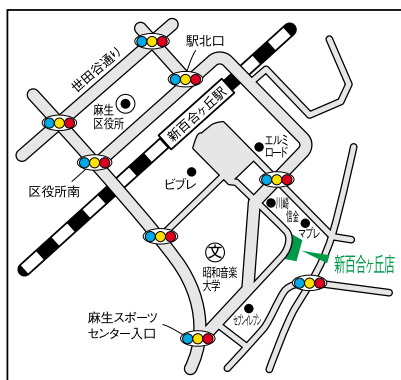 駅北口
世田谷通り
麻生
区役所
新百合ヶ丘駅
エルミ
ロード
区役所南
ビブレ
川崎
信金
マプレ
文
昭和音楽
大学
新百合ヶ丘店
麻生スポーツ
センター入口
セブンイレブン